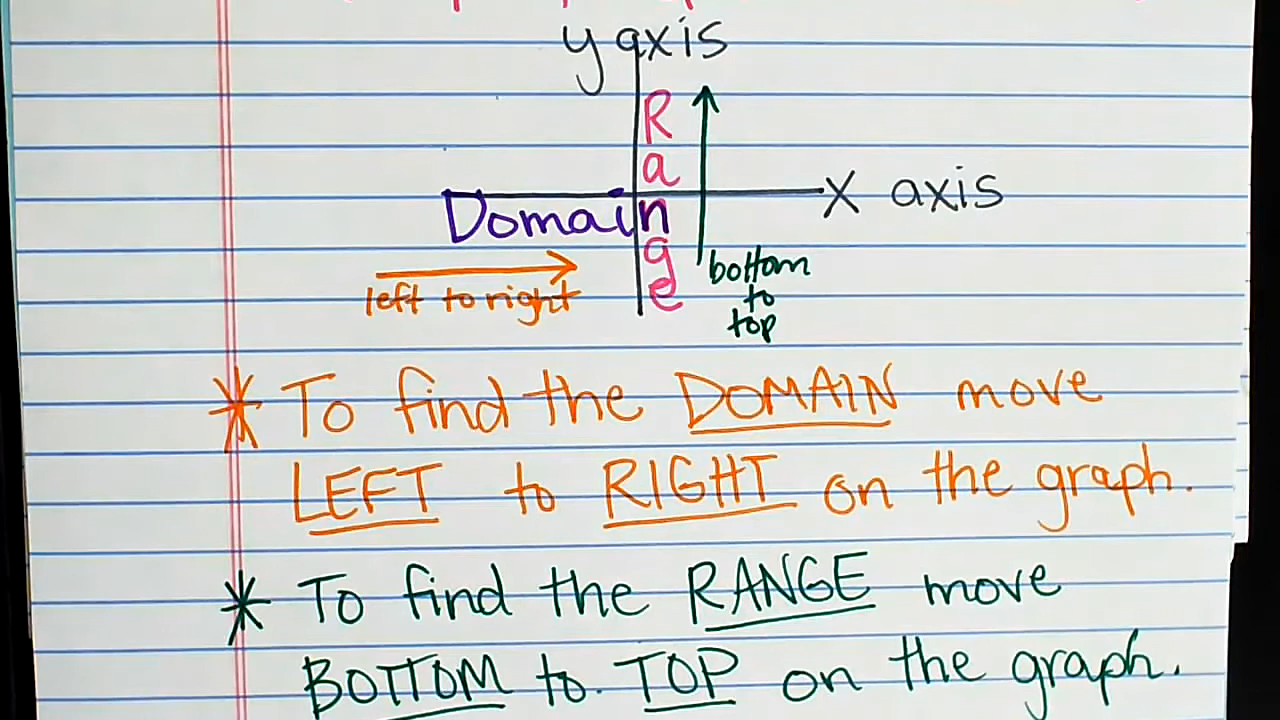 y axis
Range
X axis
Domain
left to right
bottom
to
top
* To find the DOMAIN move
LEFT to RIGHT on the graph.
* To find the RANGE move
BOTTOM to TOP on the graph.